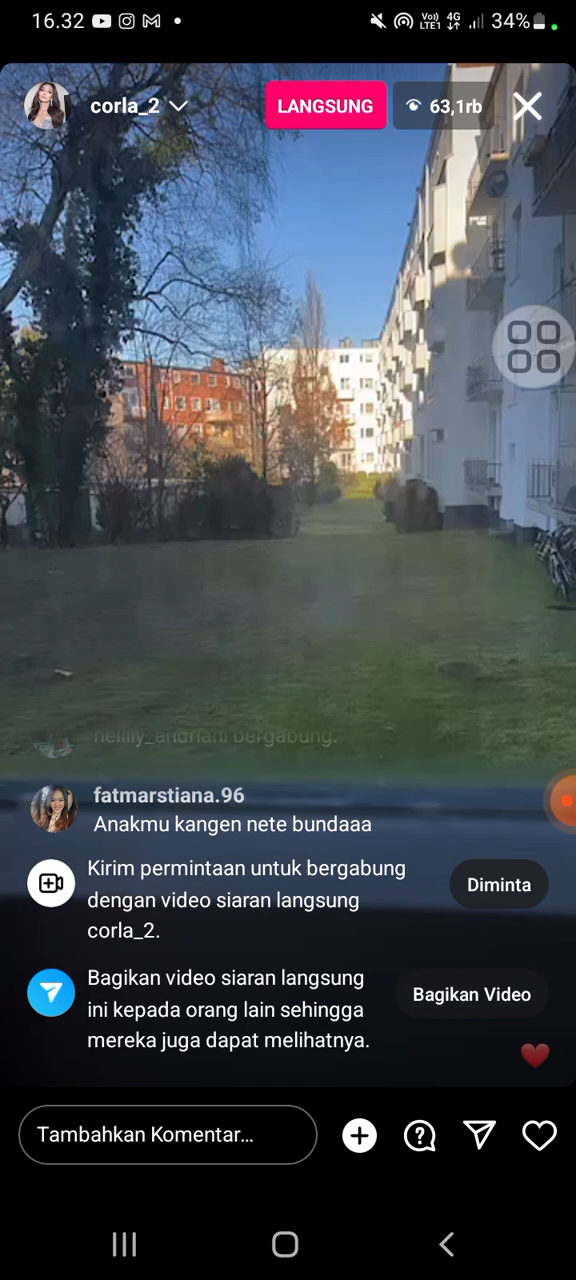 16.32
Vo)) 4G
LTE1
34%
corla_2
LANGSUNG
63,1rb
neillly_andriani bergabung.
fatmarstiana.96
Anakmu kangen nete bundaaa
Kirim permintaan untuk bergabung
dengan video siaran langsung
corla_2.
Diminta
Bagikan video siaran langsung
ini kepada orang lain sehingga
mereka juga dapat melihatnya.
Bagikan Video
Tambahkan Komentar...